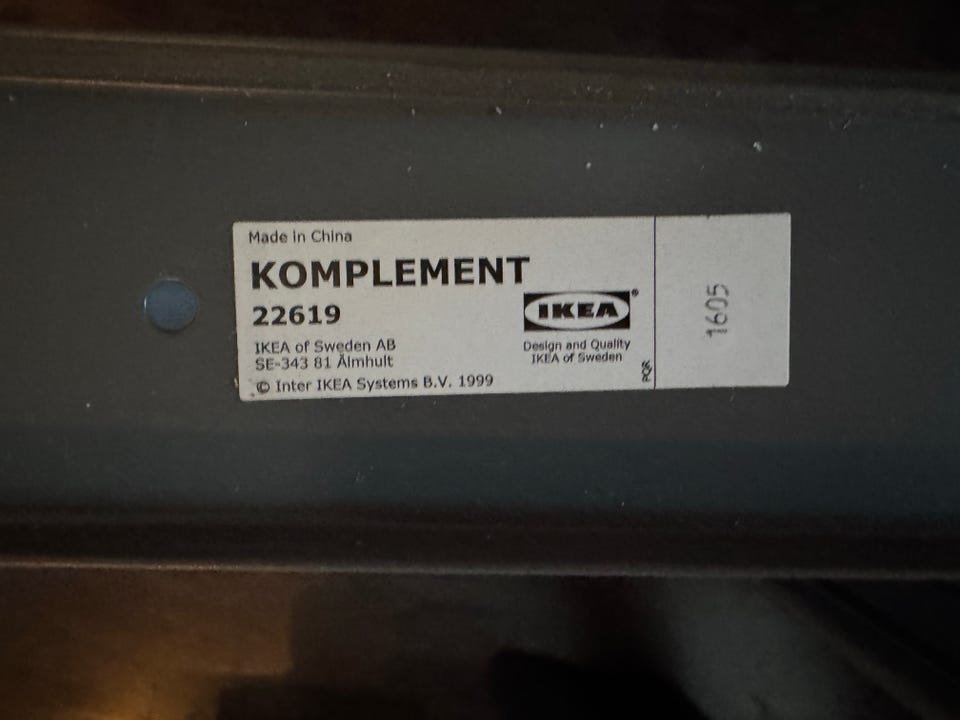 Made in China
KOMPLEMENT
22619
IKEA of Sweden AB
SE-343 81 Älmhult
© Inter IKEA Systems B.V. 1999
IKEA®
Design and Quality
IKEA of Sweden
PQR
1605